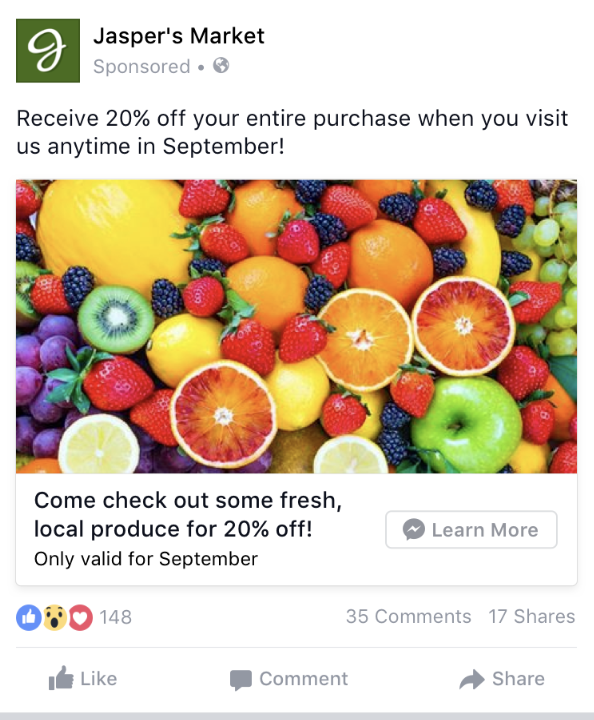 Jasper's Market
Sponsored •
Receive 20% off your entire purchase when you visit
us anytime in September!
Come check out some fresh,
local produce for 20% off!
Only valid for September
Learn More
148
35 Comments 17 Shares
Like Comment Share